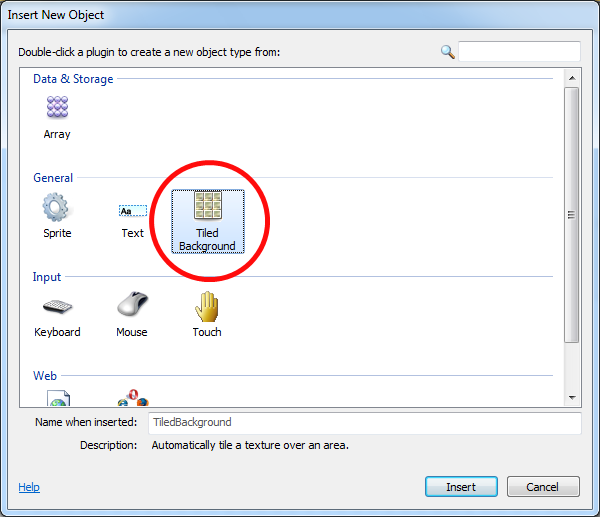 Insert New Object
Double-click a plugin to create a new object type from:
Data & Storage
Array
General
Sprite
Aa
Text
Tiled
Background
Input
Keyboard
Mouse
Touch
Web
Name when inserted: TiledBackground
Description: Automatically tile a texture over an area.
Help
Insert
Cancel